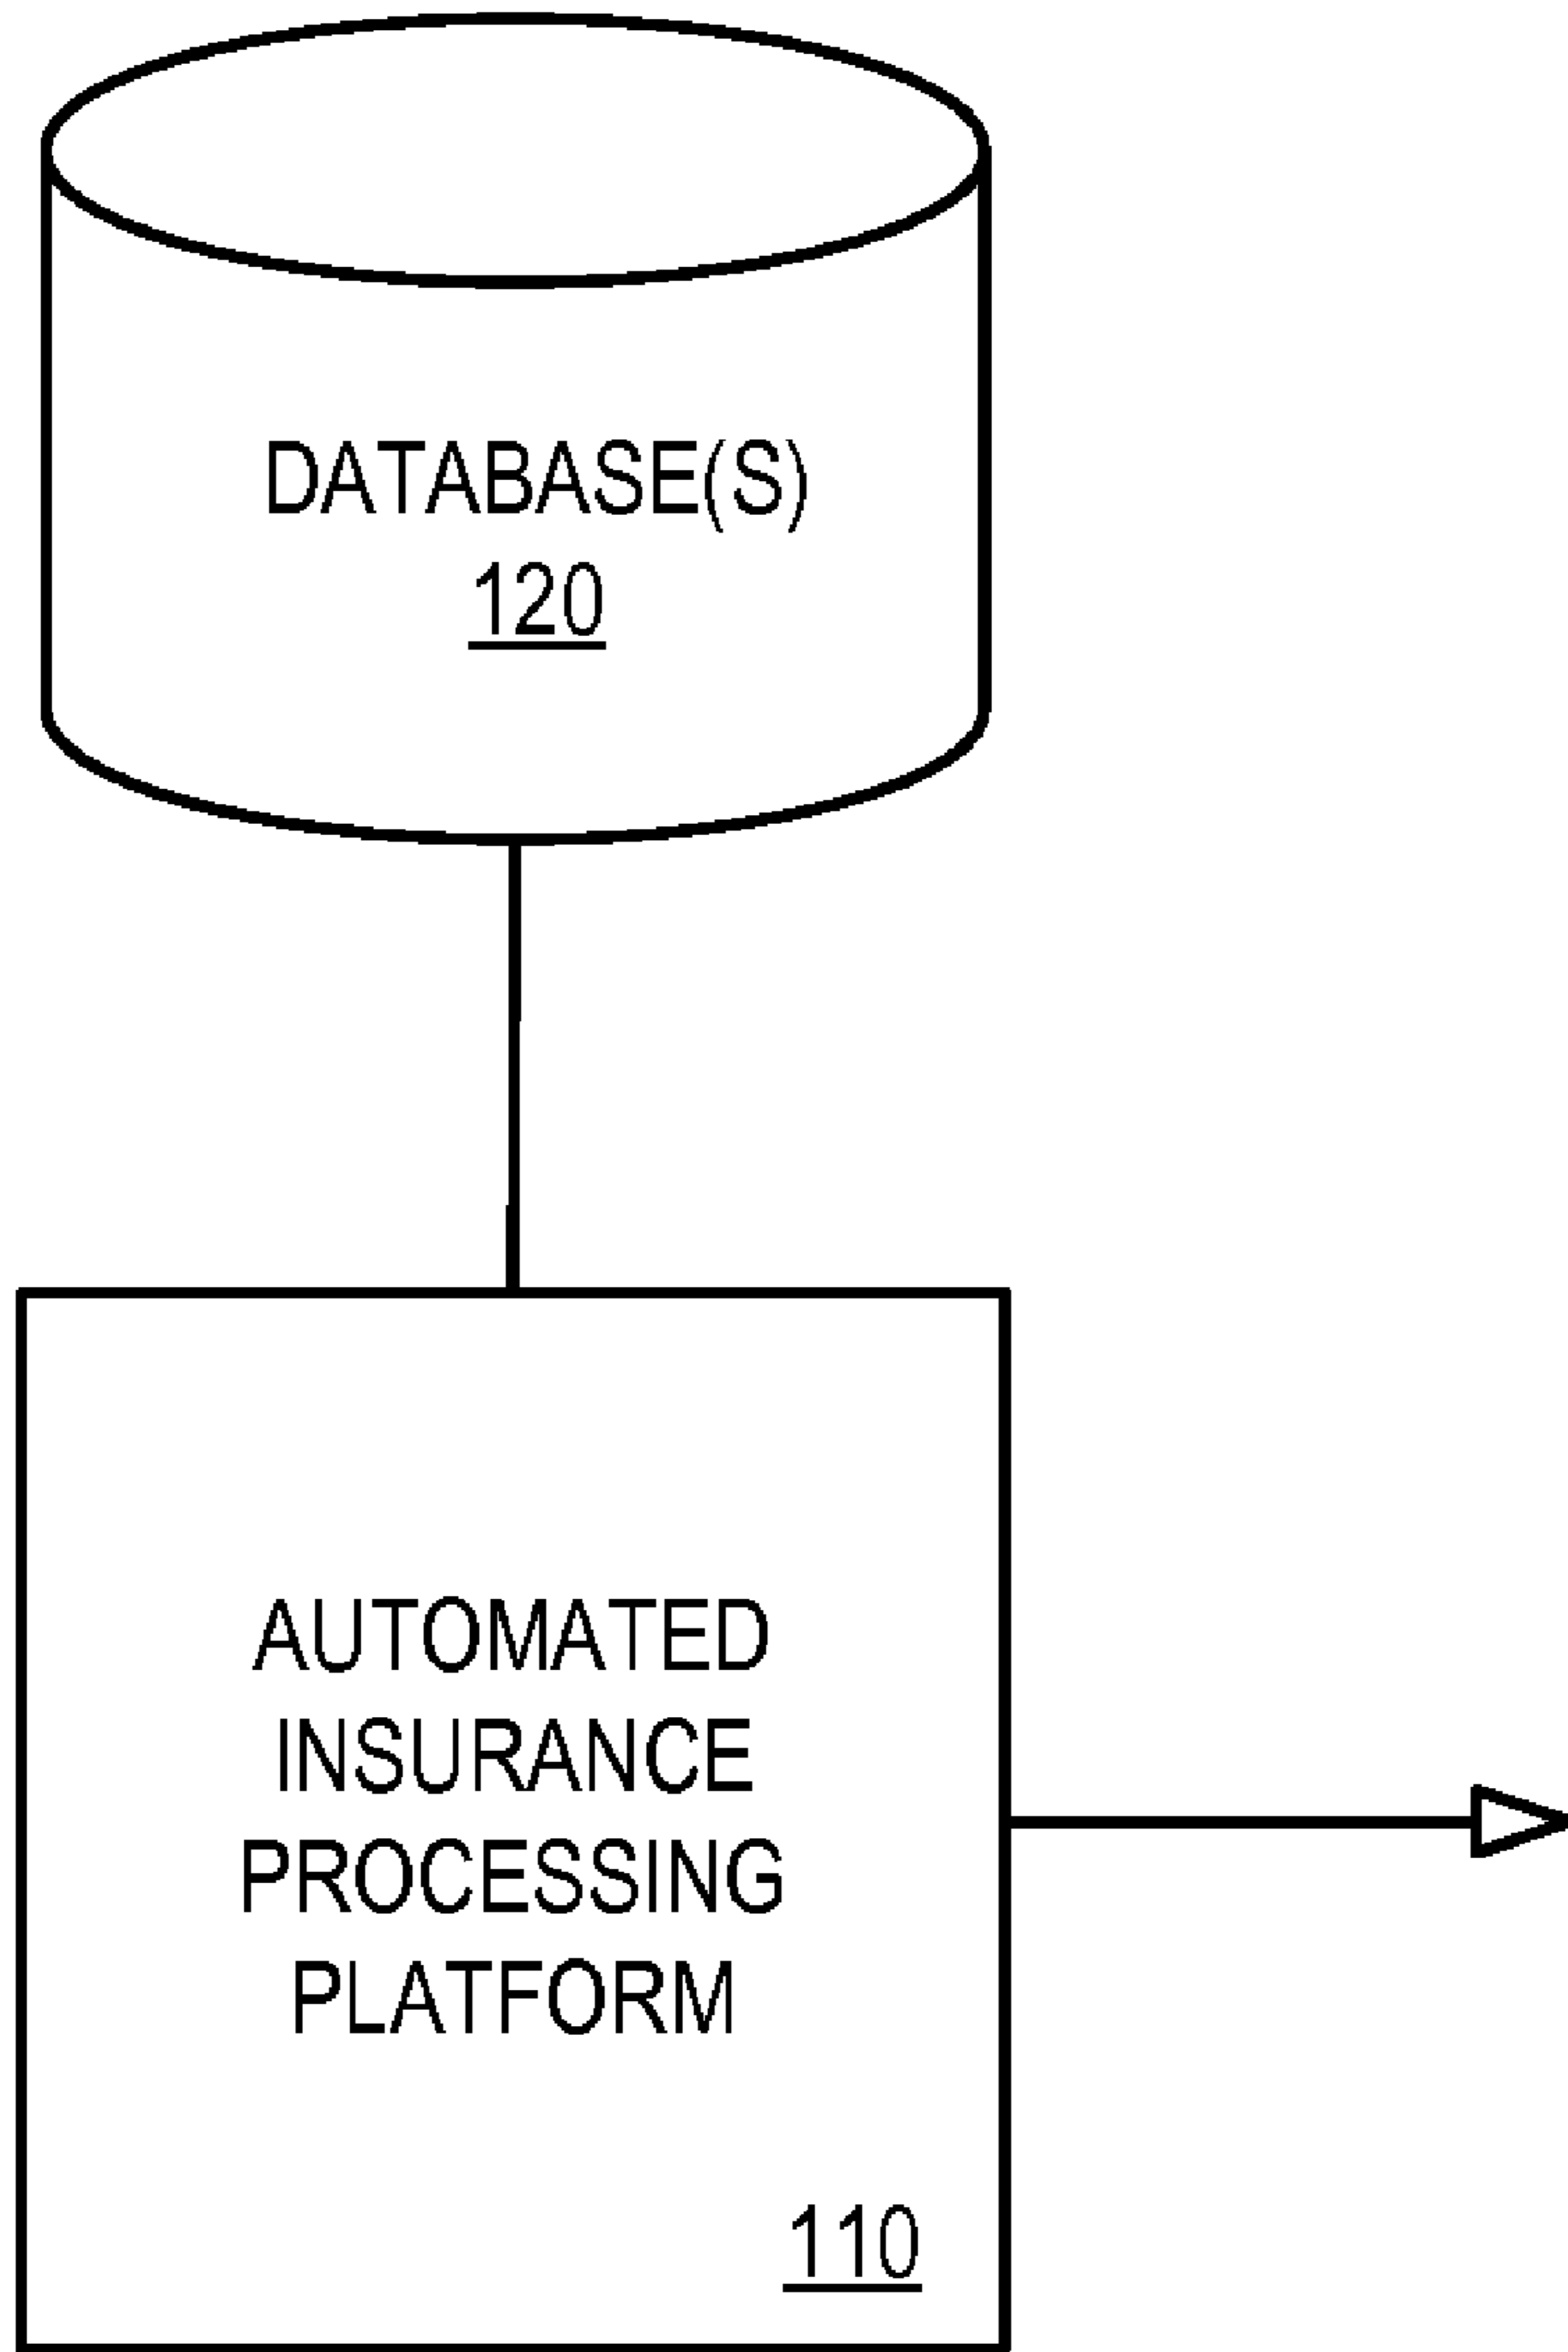 DATABASE(S)
120
AUTOMATED
INSURANCE
PROCESSING
PLATFORM
110